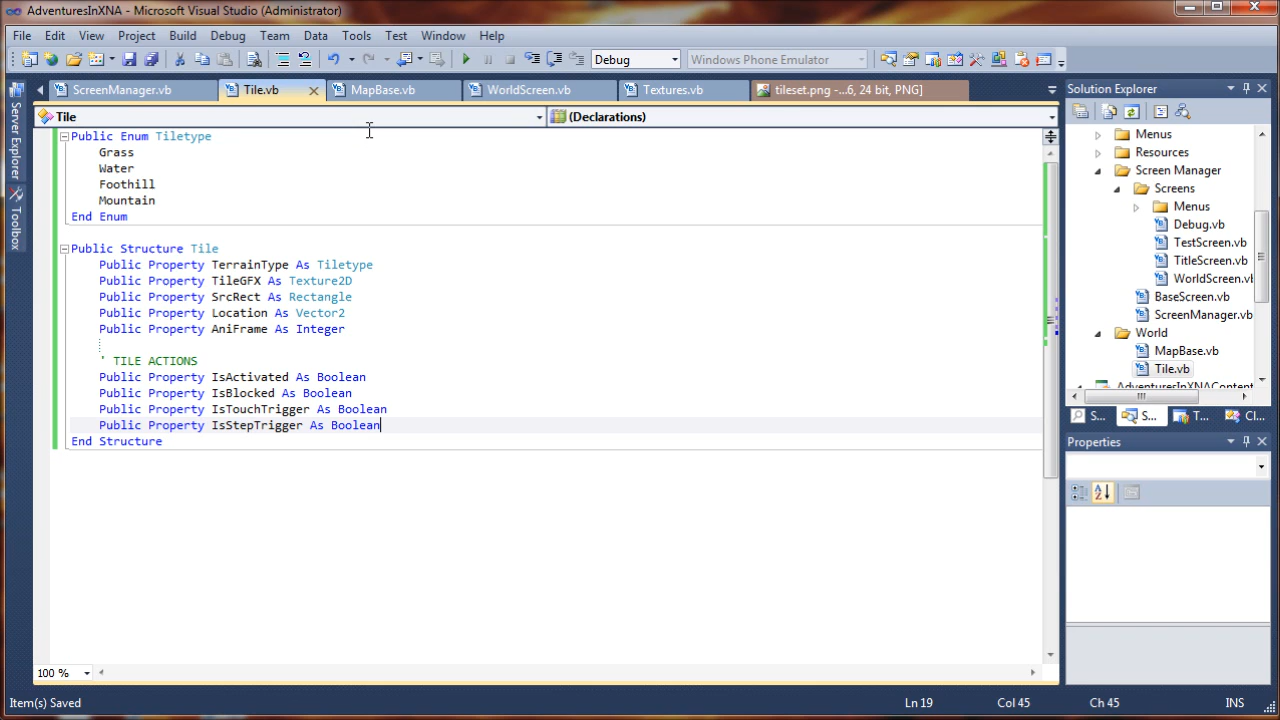 AdventuresInXNA - Microsoft Visual Studio (Administrator)
File Edit View Project Build Debug Team Data Tools Test Window Help
Debug Windows Phone Emulator
ScreenManager.vb Tile.vb MapBase.vb WorldScreen.vb Textures.vb tileset.png -...6, 24 bit, PNG]
Tile (Declarations)
Public Enum Tiletype
Grass
Water
Foothill
Mountain
End Enum
Public Structure Tile
Public Property TerrainType As Tiletype
Public Property TileGFX As Texture2D
Public Property SrcRect As Rectangle
Public Property Location As Vector2
Public Property AniFrame As Integer
' TILE ACTIONS
Public Property IsActivated As Boolean
Public Property IsBlocked As Boolean
Public Property IsTouchTrigger As Boolean
Public Property IsStepTrigger As Boolean
End Structure
100 %
Server Explorer
Toolbox
Solution Explorer
Menus
Resources
Screen Manager
Screens
Menus
Debug.vb
TestScreen.vb
TitleScreen.vb
WorldScreen.vb
BaseScreen.vb
ScreenManager.vb
World
MapBase.vb
Tile.vb
AdventuresInXNAContent
S... S... T... Cl...
Properties
Item(s) Saved Ln 19 Col 45 Ch 45 INS